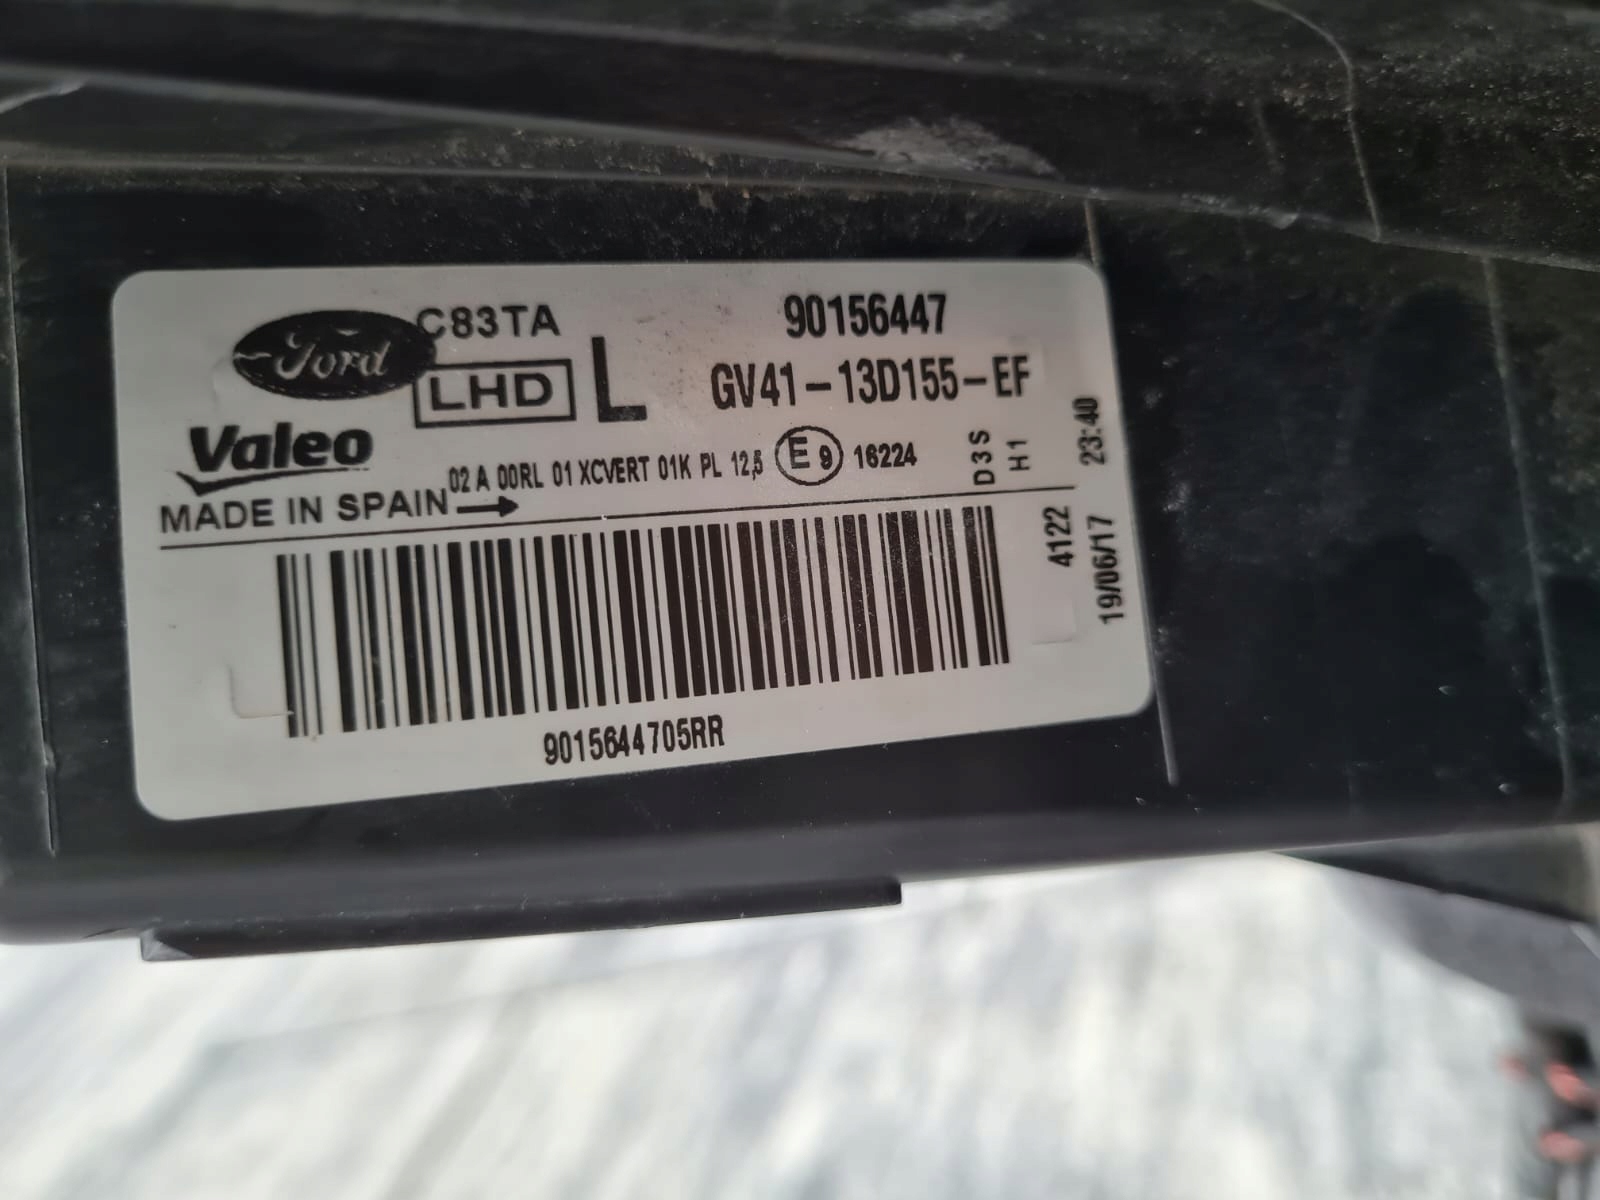 Ford
C83TA
90156447
LHD
L
GV41-13D155-EF
Valeo
02 A 00RL 01 XCVERT 01K PL 12,5
E 9
16224
D3S
H1
23:40
MADE IN SPAIN
4122
19/06/17
9015644705RR